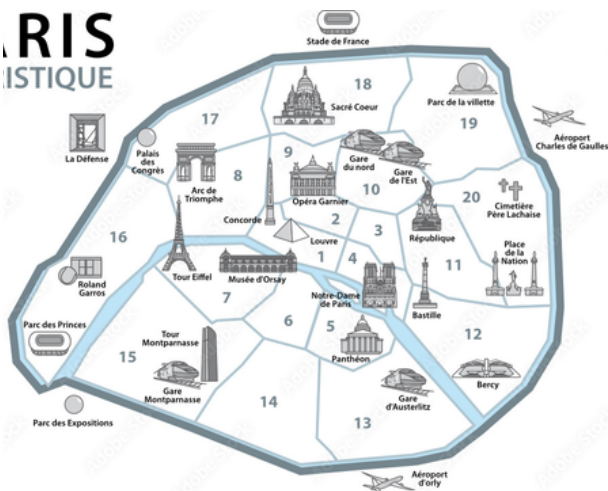 ARIS
RISTIQUE
Stade de France
18
Sacré Coeur
Parc de la villette
19
17
La Défense
Palais
des
Congrès
Aéroport
Charles de Gaulles
9
Gare
du nord
Gare
de l'Est
Arc de
Triomphe
8
10
20
Opéra Garnier
Cimetière
Père Lachaise
Concorde
2
3
République
16
Louvre
Place
de la
Nation
Tour Eiffel
Musée d'Orsay
1
4
11
Roland
Garros
7
Notre-Dame
de Paris
Bastille
6
5
Parc des Princes
Tour
Montparnasse
Panthéon
12
15
Gare
Montparnasse
Bercy
Gare
d'Austerlitz
14
Parc des Expositions
13
Aéroport
d'orly